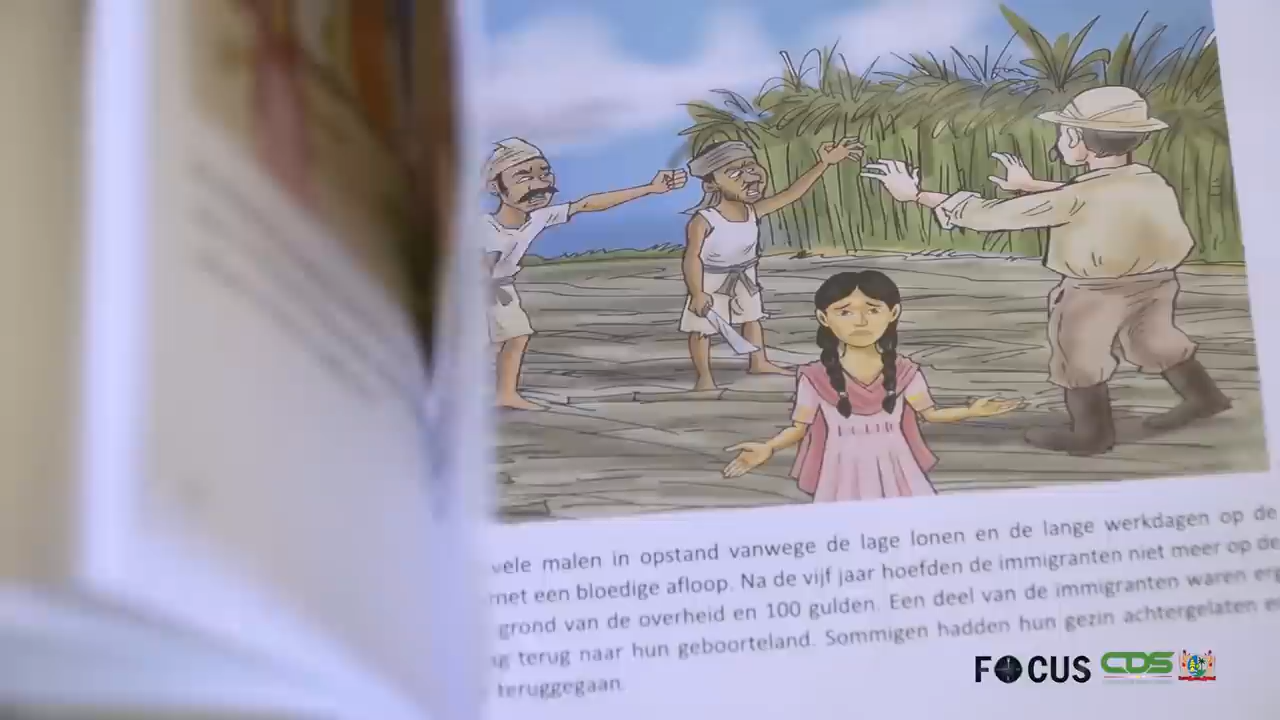 vele malen in opstand vanwege de lage lonen en de lange werkdagen op de
met een bloedige afloop. Na de vijf jaar hoefden de immigranten niet meer op de
grond van de overheid en 100 gulden. Een deel van de immigranten waren erg
terug naar hun geboorteland. Sommigen hadden hun gezin achtergelaten
teruggegaan.
FOCUS CDS